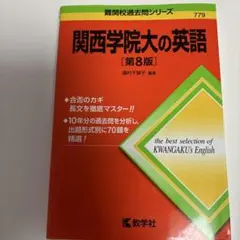 難関校過去問シリーズ
779
関西学院大の英語
[第8版]
編著
合否のカギ
長文を徹底マスター!!
10年分の過去問を分析し、
出題形式別に70題を
精選!
the best selection of
KWANGAKU's English
教学社